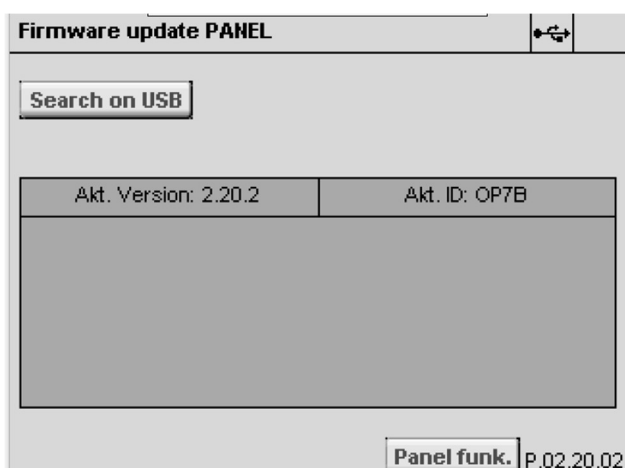 Firmware update PANEL
Search on USB
Akt. Version: 2.20.2 Akt. ID: OP7B
Panel funk. P.02.20.02